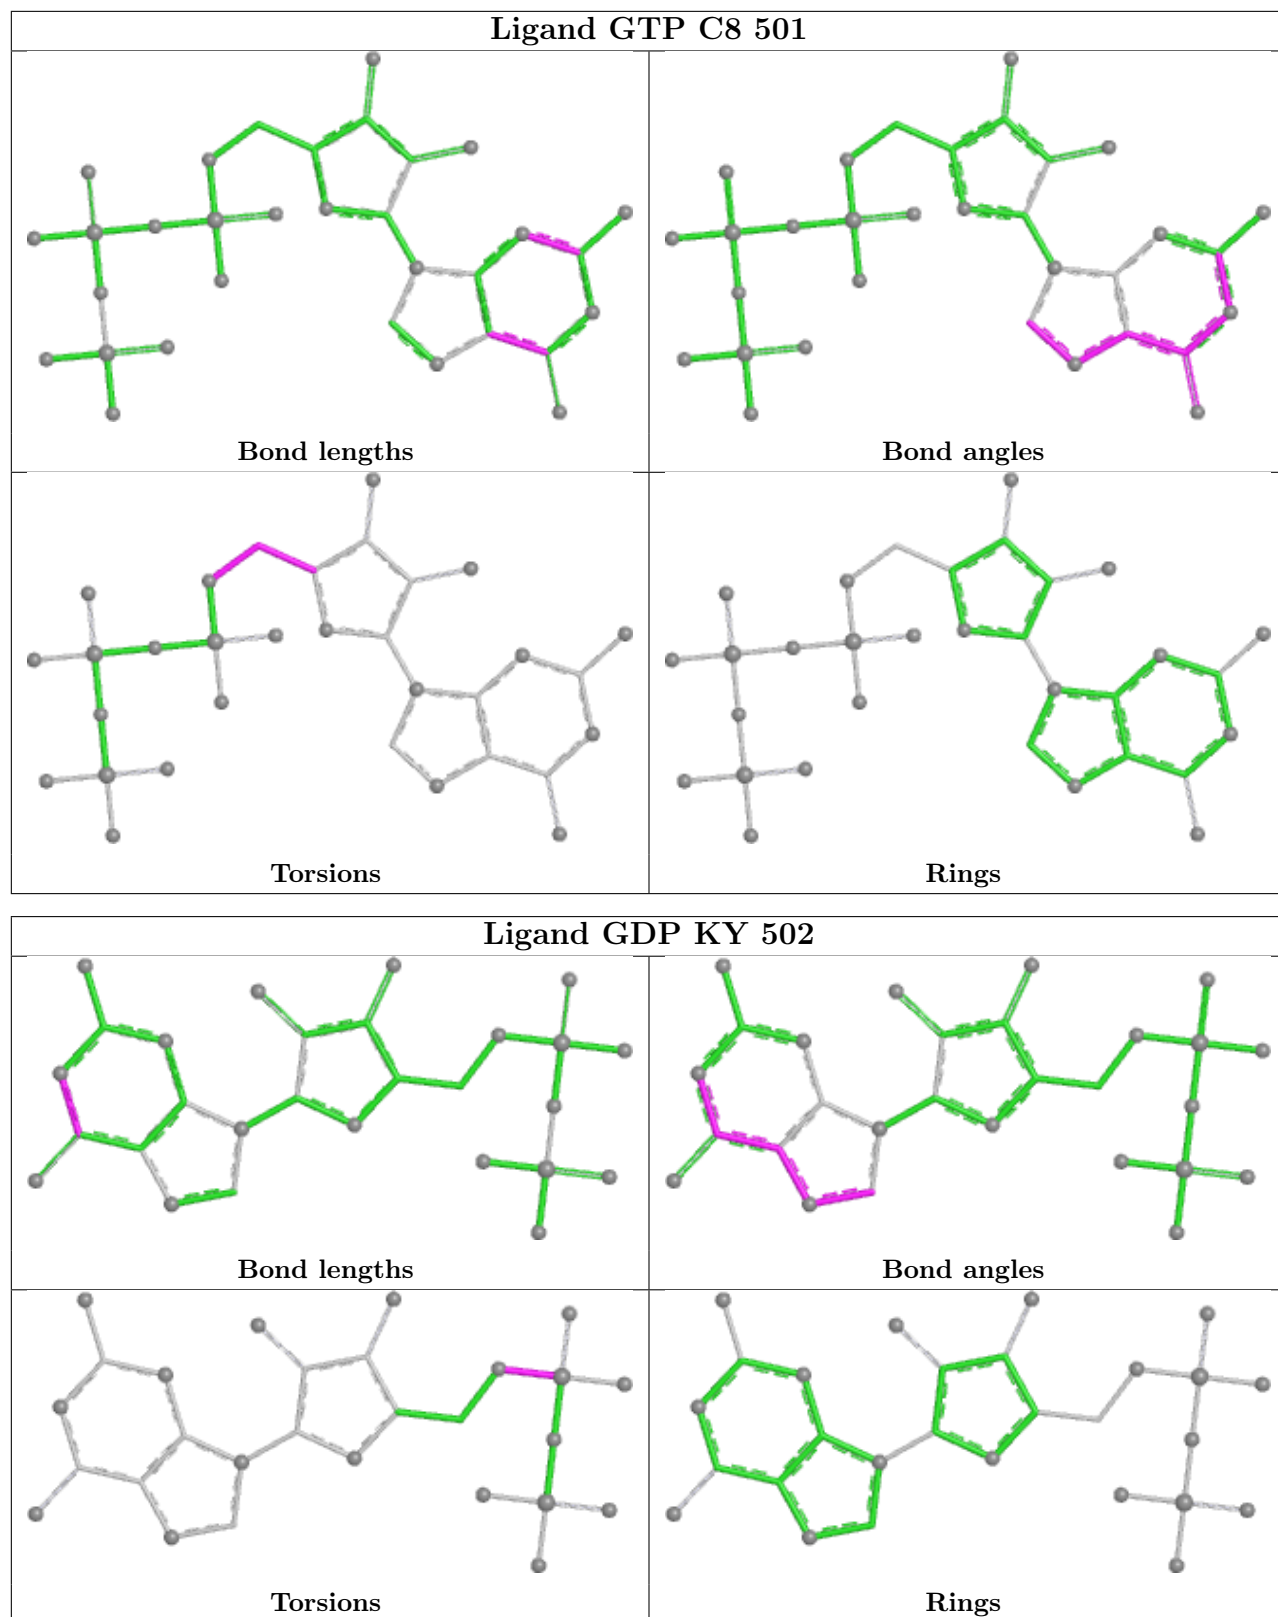 Ligand GTP C8 501
Bond lengths
Bond angles
Torsions
Rings
Ligand GDP KY 502
Bond lengths
Bond angles
Torsions
Rings